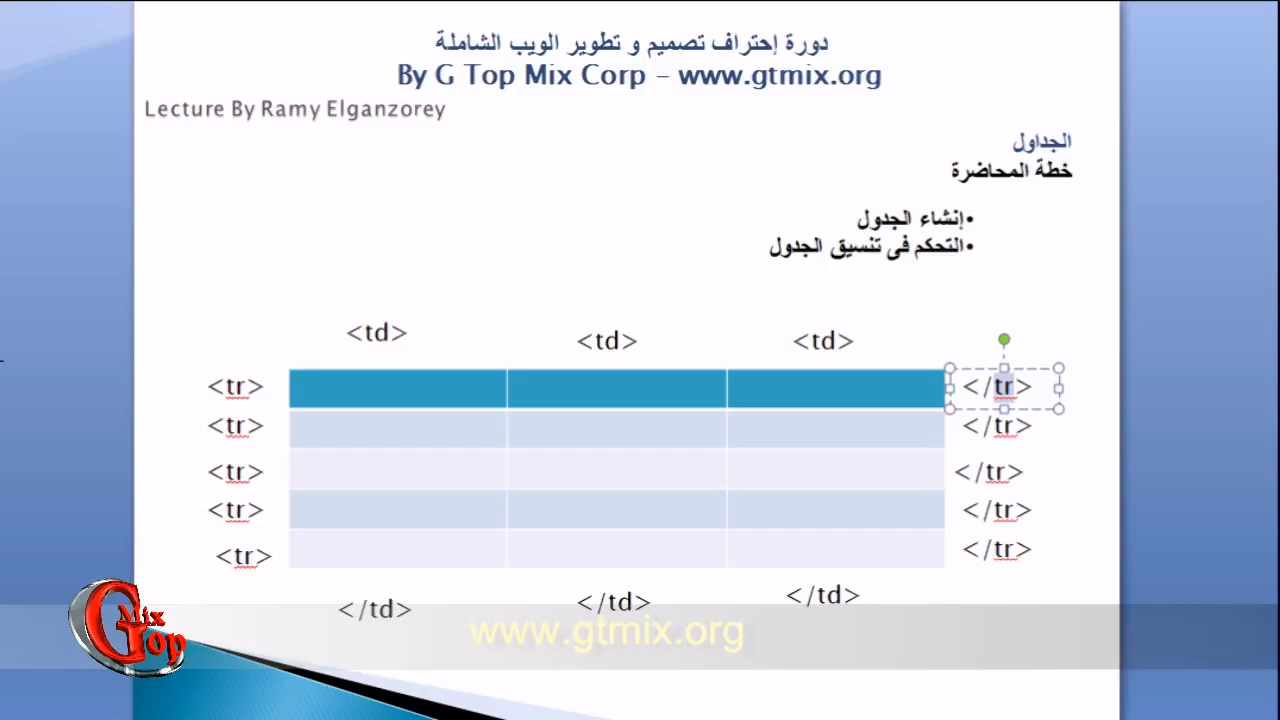 دورة إحتراف تصميم و تطوير الويب الشاملة
By G Top Mix Corp – www.gtmix.org
Lecture By Ramy Elganzorey
الجداول
خطة المحاضرة
•إنشاء الجدول
•التحكم فى تنسيق الجدول
<td> <td> <td>
<tr> </tr>
<tr> </tr>
<tr> </tr>
<tr> </tr>
<tr> </tr>
</td> </td> </td>
G Mix Top
www.gtmix.org